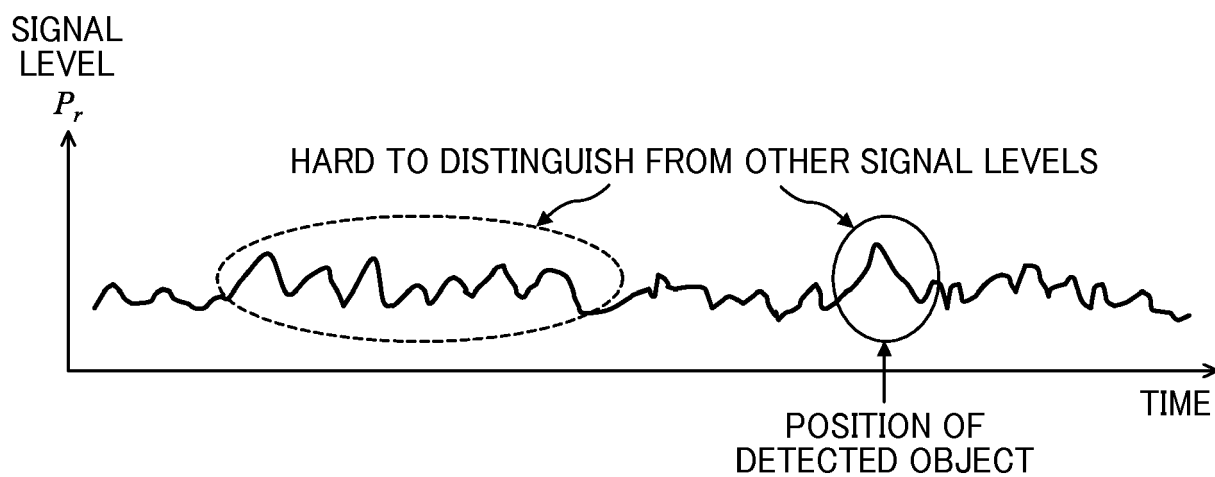 SIGNAL
LEVEL
P_r
HARD TO DISTINGUISH FROM OTHER SIGNAL LEVELS
TIME
POSITION OF
DETECTED OBJECT